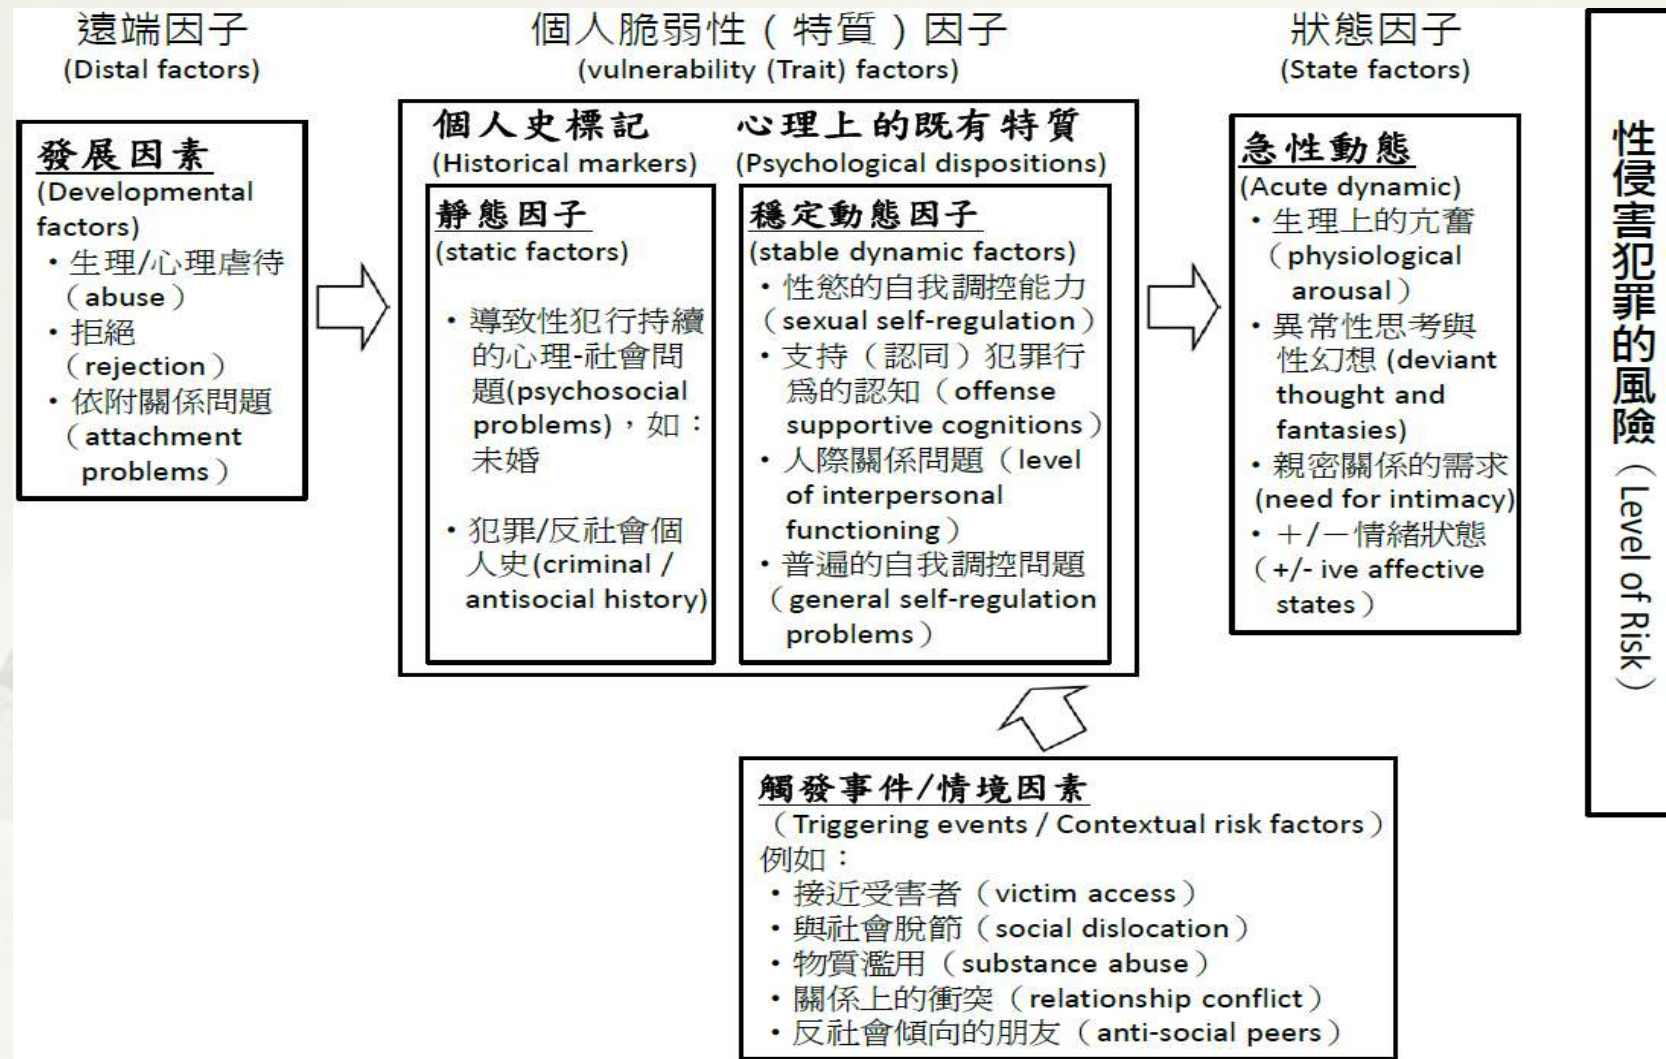 遠端因子
(Distal factors)
發展因素
(Developmental
factors)
・生理/心理虐待
（abuse）
・拒絕
（rejection）
・依附關係問題
（attachment
problems）
個人脆弱性（特質）因子
(vulnerability (Trait) factors)
個人史標記
(Historical markers)
靜態因子
(static factors)
・導致性犯行持續
的心理-社會問
題(psychosocial
problems)，如：
未婚
・犯罪/反社會個
人史(criminal /
antisocial history)
心理上的既有特質
(Psychological dispositions)
穩定動態因子
(stable dynamic factors)
・性慾的自我調控能力
（sexual self-regulation）
・支持（認同）犯罪行
爲的認知（offense
supportive cognitions）
・人際關係問題（level
of interpersonal
functioning）
・普遍的自我調控問題
（general self-regulation
problems）
狀態因子
(State factors)
急性動態
(Acute dynamic)
・生理上的亢奮
（physiological
arousal）
・異常性思考與
性幻想 (deviant
thought and
fantasies)
・親密關係的需求
(need for intimacy)
・＋/－情緒狀態
（+/- ive affective
states）
觸發事件/情境因素
（Triggering events / Contextual risk factors）
例如：
・接近受害者（victim access）
・與社會脫節（social dislocation）
・物質濫用（substance abuse）
・關係上的衝突（relationship conflict）
・反社會傾向的朋友（anti-social peers）
性侵害犯罪的風險（Level of Risk）